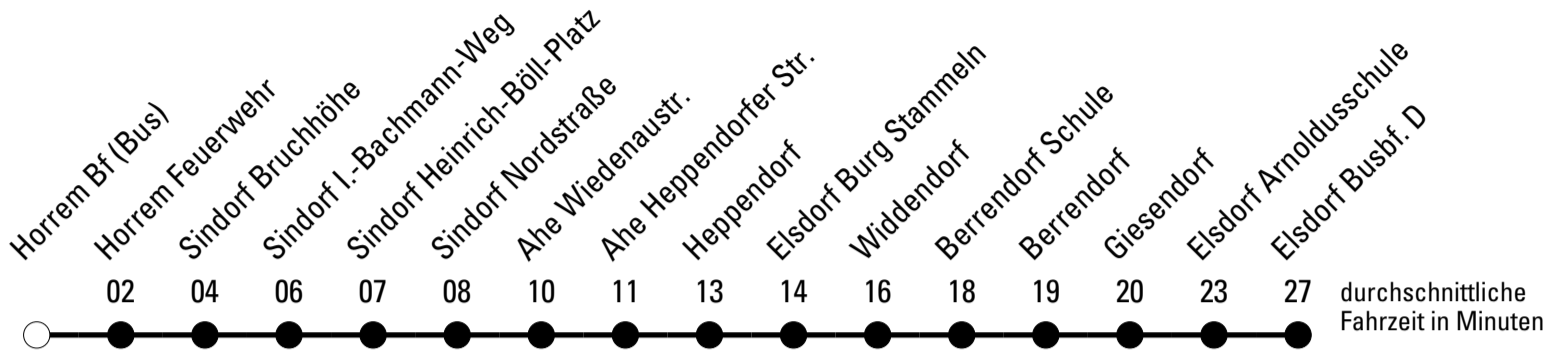 Horrem Bf (Bus)
Horrem Feuerwehr
Sindorf Bruchhöhe
Sindorf I.-Bachmann-Weg
Sindorf Heinrich-Böll-Platz
Sindorf Nordstraße
Ahe Wiedenaustr.
Ahe Heppendorfer Str.
Heppendorf
Elsdorf Burg Stammeln
Widdendorf
Berrendorf Schule
Berrendorf
Giesendorf
Elsdorf Arnoldusschule
Elsdorf Busbf. D
02 04 06 07 08 10 11 13 14 16 18 19 20 23 27
durchschnittliche
Fahrzeit in Minuten